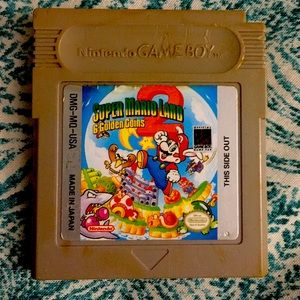 Nintendo GAME BOY
DMG-MQ-USA
MADE IN JAPAN
SUPER MARIO LAND
2
6 Golden Coins
THIS SIDE OUT
Nintendo